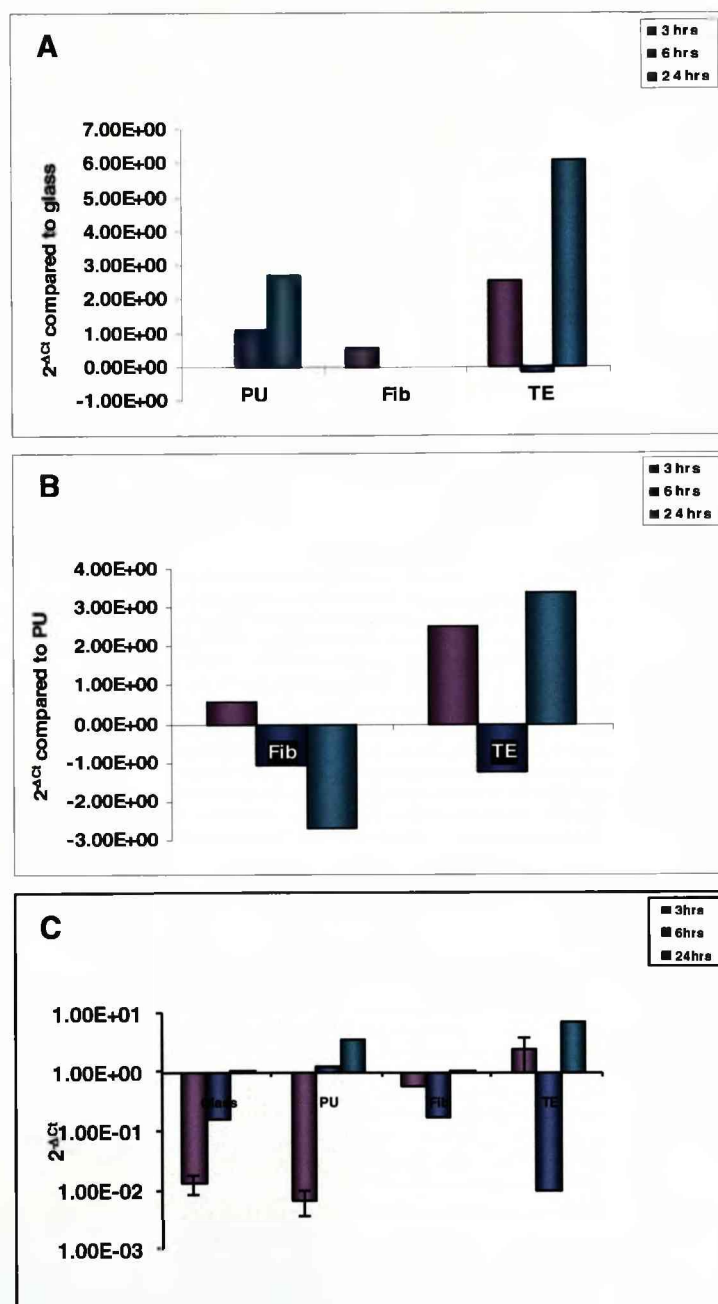 A
3 hrs
6 hrs
24hrs
2-ΔCt compared to glass
7.00E+00
6.00E+00
5.00E+00
4.00E+00
3.00E+00
2.00E+00
1.00E+00
0.00E+00
-1.00E+00
PU
Fib
TE
B
3 hrs
6 hrs
24hrs
2-ΔCt compared to PU
4.00E+00
3.00E+00
2.00E+00
1.00E+00
0.00E+00
-1.00E+00
-2.00E+00
-3.00E+00
Fib
TE
C
3hrs
6hrs
24hrs
2-ΔCt
1.00E+01
1.00E+00
1.00E-01
1.00E-02
1.00E-03
Glass
PU
Fib
TE